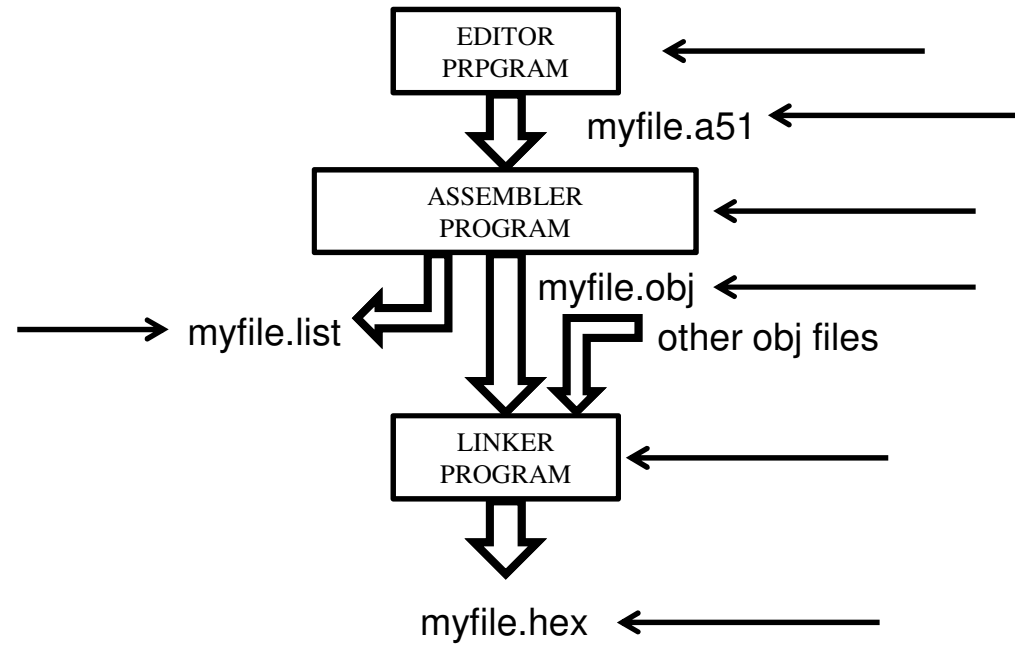 EDITOR
PRPGRAM
myfile.a51
ASSEMBLER
PROGRAM
myfile.obj
myfile.list
other obj files
LINKER
PROGRAM
myfile.hex